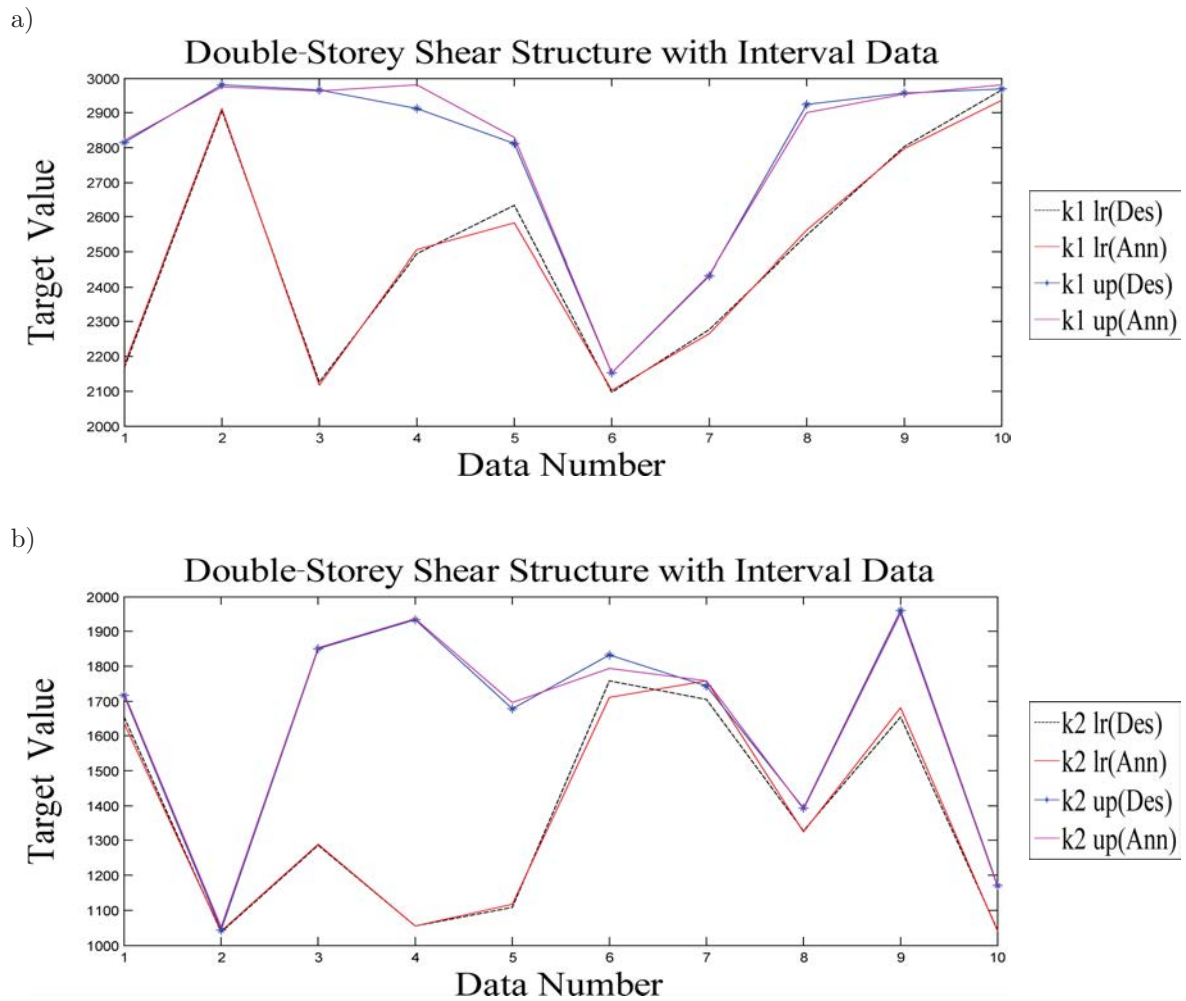 a)
Double-Storey Shear Structure with Interval Data
3000
2900
2800
2700
2600
2500
2400
2300
2200
2100
2000
Target Value
1 2 3 4 5 6 7 8 9 10
Data Number
k1 lr(Des)
k1 lr(Ann)
k1 up(Des)
k1 up(Ann)
b)
Double-Storey Shear Structure with Interval Data
2000
1900
1800
1700
1600
1500
1400
1300
1200
1100
1000
Target Value
1 2 3 4 5 6 7 8 9 10
Data Number
k2 lr(Des)
k2 lr(Ann)
k2 up(Des)
k2 up(Ann)